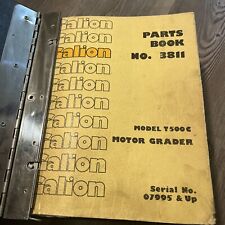 Galion
Galion
Galion
Galion
Galion
Galion
Galion
Galion
Galion
PARTS
BOOK
NO. 3811
MODEL T500C
MOTOR GRADER
Serial No.
07995 & Up